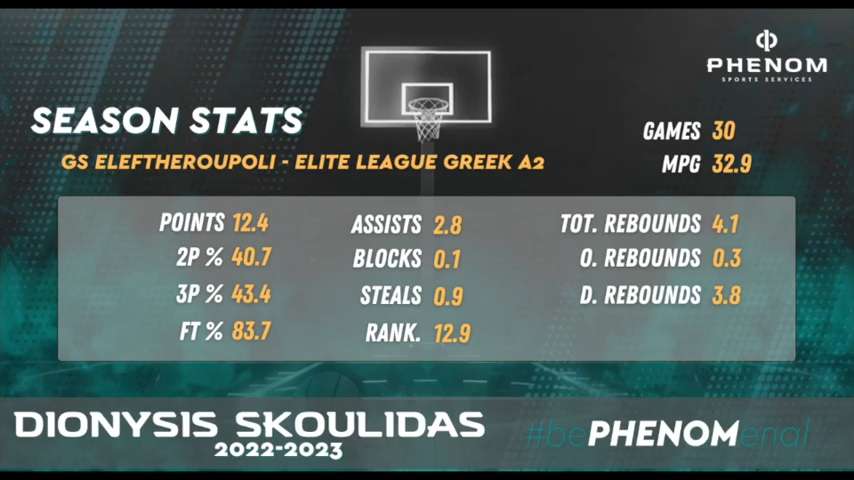 PHENOM
SPORTS SERVICES
SEASON STATS
GS ELEFTHEROUPOLI - ELITE LEAGUE GREEK A2
GAMES 30
MPG 32.9
POINTS 12.4
2P % 40.7
3P % 43.4
FT % 83.7
ASSISTS 2.8
BLOCKS 0.1
STEALS 0.9
RANK. 12.9
TOT. REBOUNDS 4.1
O. REBOUNDS 0.3
D. REBOUNDS 3.8
DIONYSIS SKOULIDAS
2022-2023
#bePHENOMenal